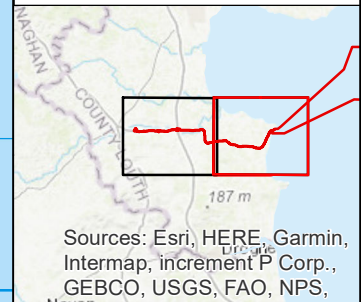 NAGHAN
COUNTY LOUTH
187 m
Sources: Esri, HERE, Garmin,
Intermap, increment P Corp.,
GEBCO, USGS, FAO, NPS,